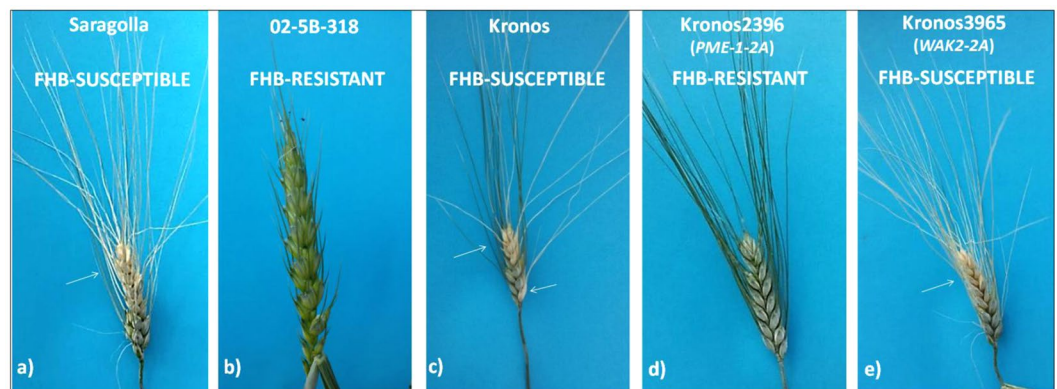 Saragolla
FHB-SUSCEPTIBLE
a)
02-5B-318
FHB-RESISTANT
b)
Kronos
FHB-SUSCEPTIBLE
c)
Kronos2396
(PME-1-2A)
FHB-RESISTANT
d)
Kronos3965
(WAK2-2A)
FHB-SUSCEPTIBLE
e)